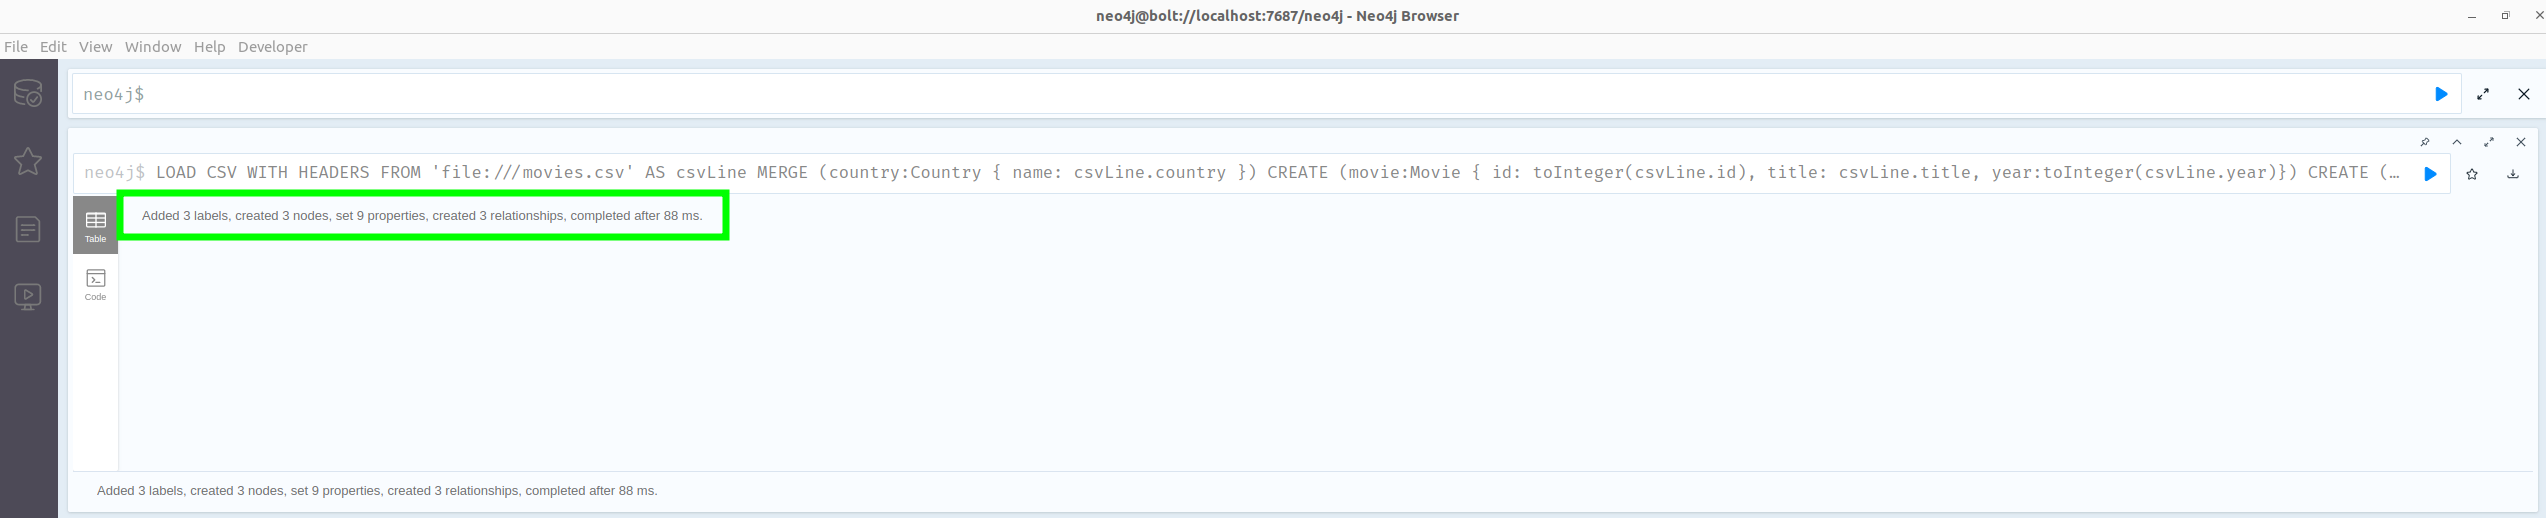 neo4j@bolt://localhost:7687/neo4j - Neo4j Browser
File Edit View Window Help Developer
neo4j$
neo4j$ LOAD CSV WITH HEADERS FROM 'file:///movies.csv' AS csvLine MERGE (country:Country { name: csvLine.country }) CREATE (movie:Movie { id: toInteger(csvLine.id), title: csvLine.title, year:toInteger(csvLine.year)}) CREATE (…
Added 3 labels, created 3 nodes, set 9 properties, created 3 relationships, completed after 88 ms.
Table
Code
Added 3 labels, created 3 nodes, set 9 properties, created 3 relationships, completed after 88 ms.